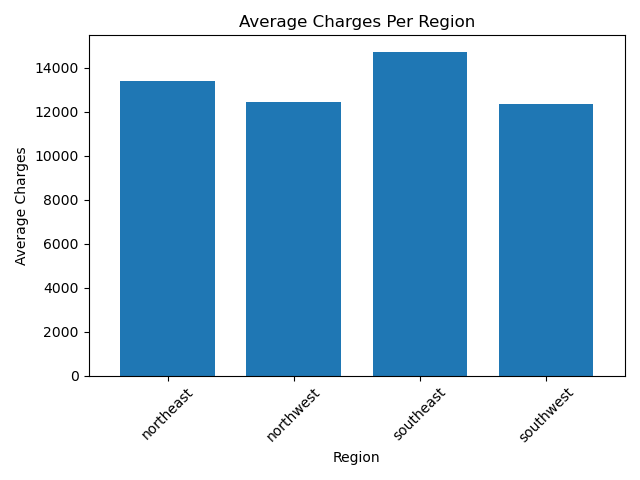 Average Charges Per Region
Average Charges
14000
12000
10000
8000
6000
4000
2000
0
northeast
northwest
southeast
southwest
Region